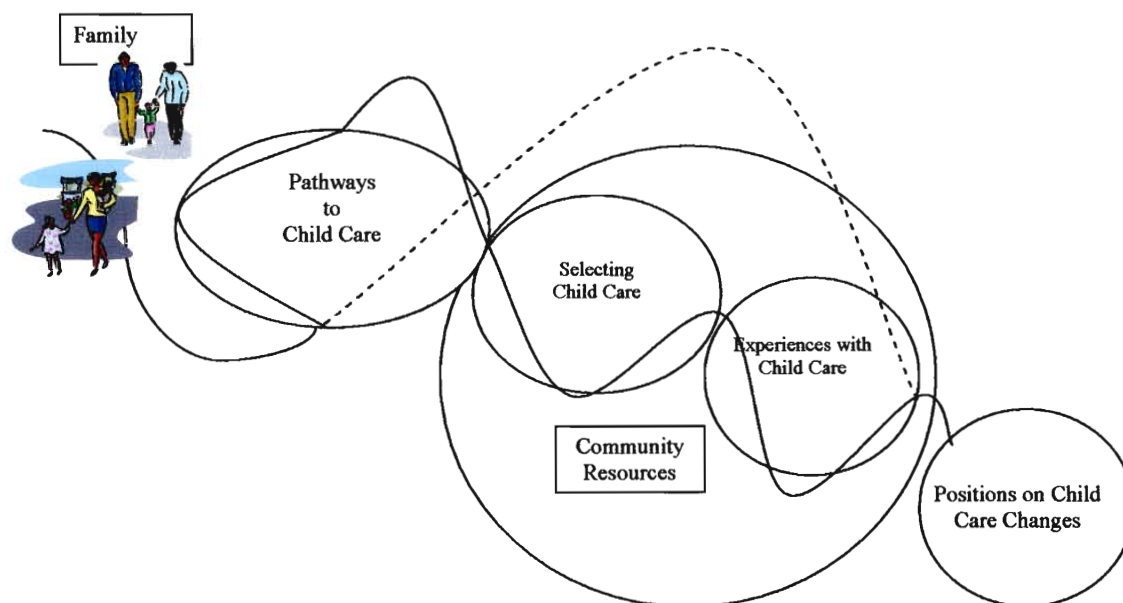 Family
Pathways
to
Child Care
Selecting
Child Care
Experiences with
Child Care
Community
Resources
Positions on Child
Care Changes